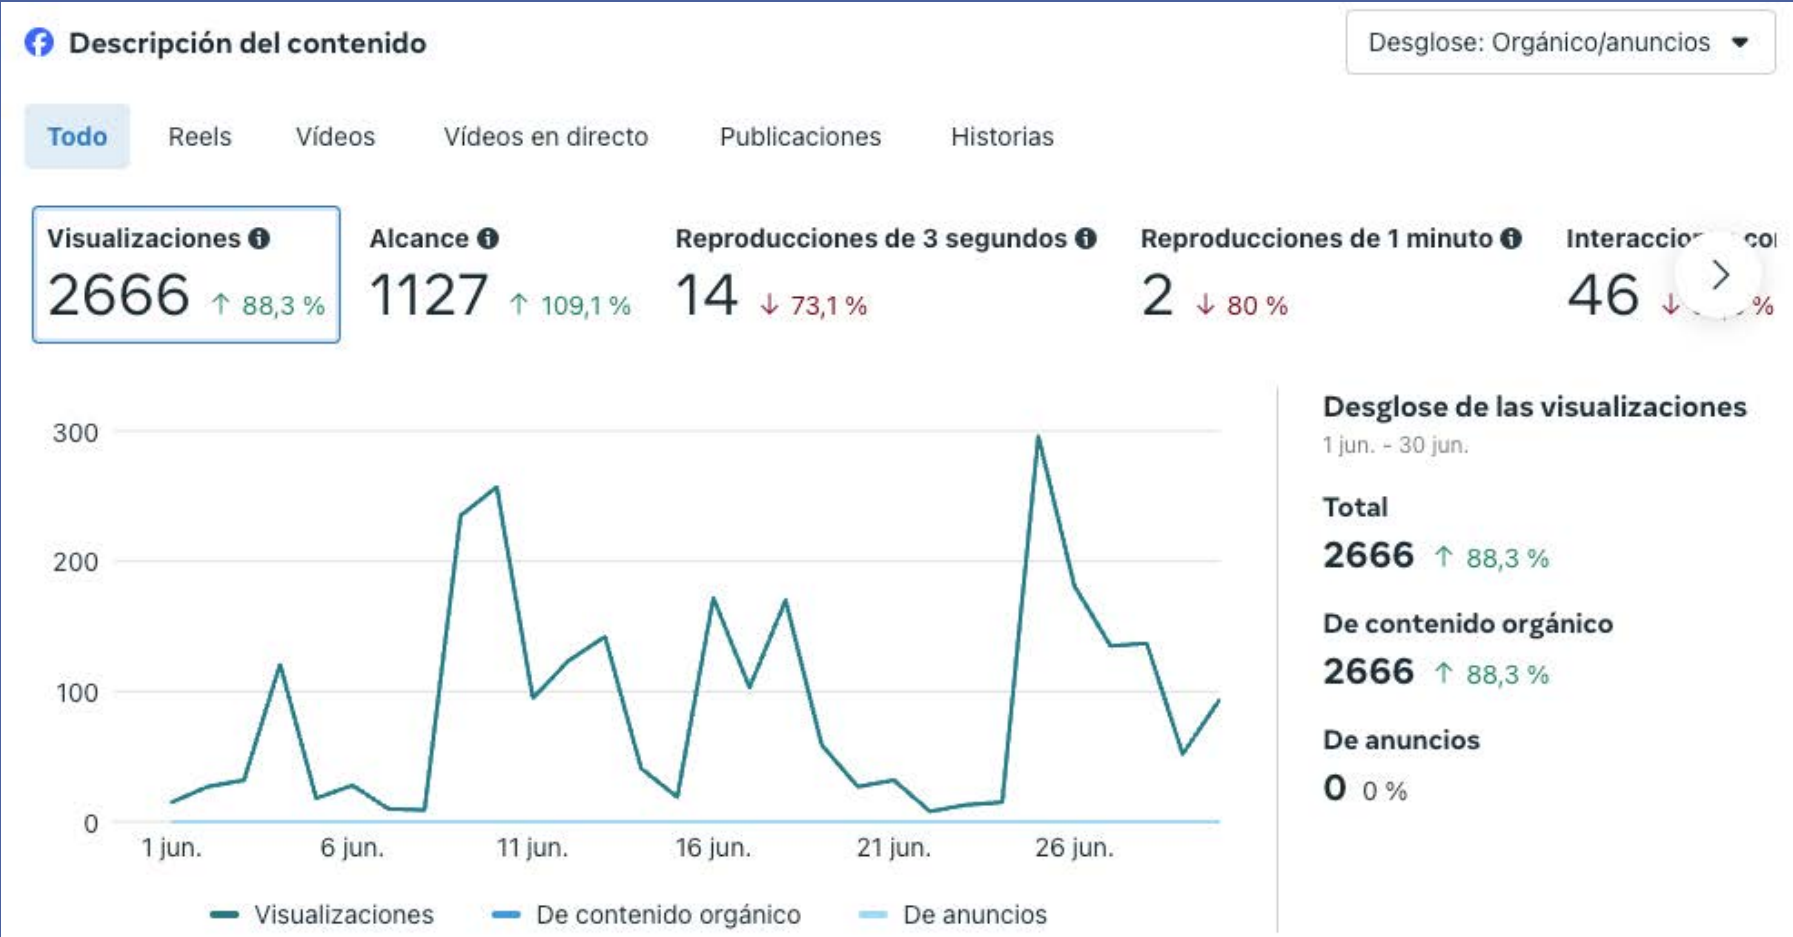 Descripción del contenido
Desglose: Orgánico/anuncios
Todo Reels Vídeos Vídeos en directo Publicaciones Historias
Visualizaciones Alcance Reproducciones de 3 segundos Reproducciones de 1 minuto
2666 ↑ 88,3 % 1127 ↑ 109,1 % 14 ↓ 73,1 % 2 ↓ 80 % 46 ↓ %
300
200
100
0
1 jun. 6 jun. 11 jun. 16 jun. 21 jun. 26 jun.
Visualizaciones De contenido orgánico De anuncios
Desglose de las visualizaciones
1 jun. - 30 jun.
Total
2666 ↑ 88,3 %
De contenido orgánico
2666 ↑ 88,3 %
De anuncios
0 0 %